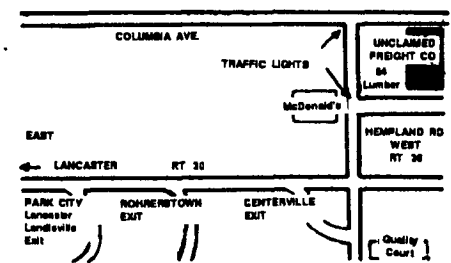 COLUMBIA AVE.
UNCLAIMED
FREIGHT CO
TRAFFIC LIGHTS
84
Lumber
McDonald's
EAST
HEMPLAND RD
WEST
RT 30
LANCASTER RT 30
PARK CITY
Lancaster
Landisville
Exit
ROHRERSTOWN
EXIT
CENTERVILLE
EXIT
Quality
Court